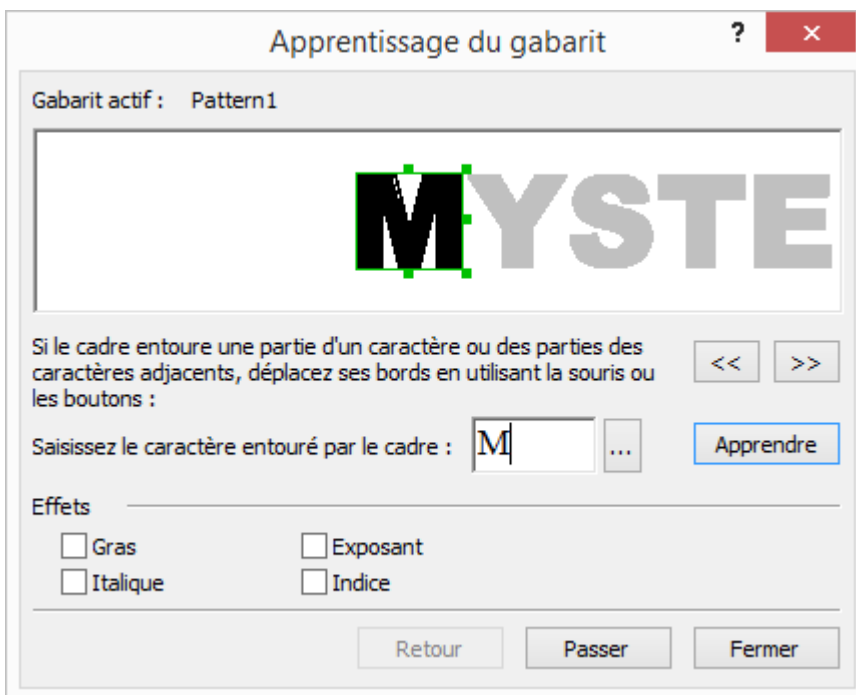 Apprentissage du gabarit ? ×
Gabarit actif : Pattern1
MYSTE
Si le cadre entoure une partie d'un caractère ou des parties des
caractères adjacents, déplacez ses bords en utilisant la souris ou
les boutons :
<< >>
Saisissez le caractère entouré par le cadre : M ... Apprendre
Effets
Gras Exposant
Italique Indice
Retour Passer Fermer